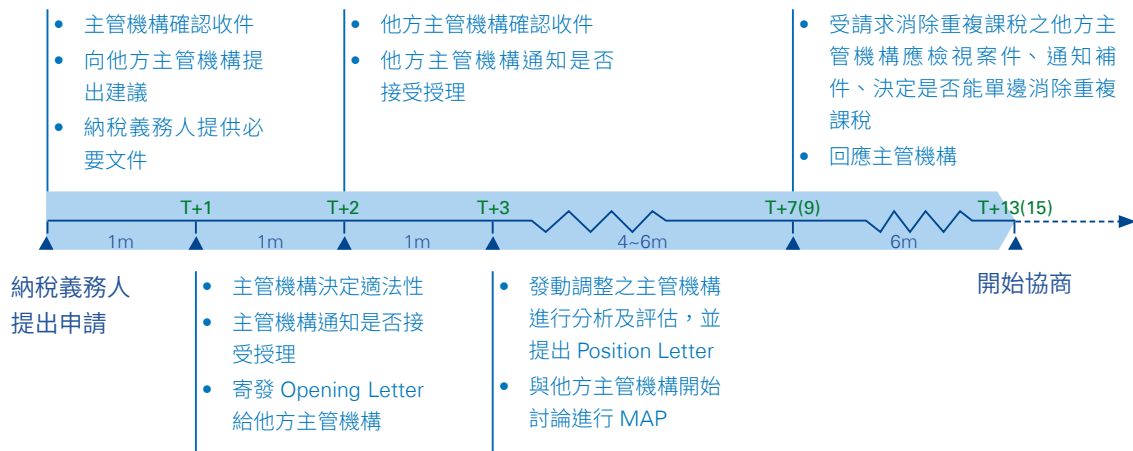 • 主管機構確認收件
• 向他方主管機構提
出建議
• 納稅義務人提供必
要文件
• 他方主管機構確認收件
• 他方主管機構通知是否
接受授理
• 受請求消除重複課稅之他方主
管機構應檢視案件、通知補
件、決定是否能單邊消除重複
課稅
• 回應主管機構
T+1
T+2
T+3
T+7(9)
T+13(15)
1m
1m
1m
4~6m
6m
納稅義務人
提出申請
• 主管機構決定適法性
• 主管機構通知是否接
受授理
• 寄發 Opening Letter
給他方主管機構
• 發動調整之主管機構
進行分析及評估，並
提出 Position Letter
• 與他方主管機構開始
討論進行 MAP
開始協商